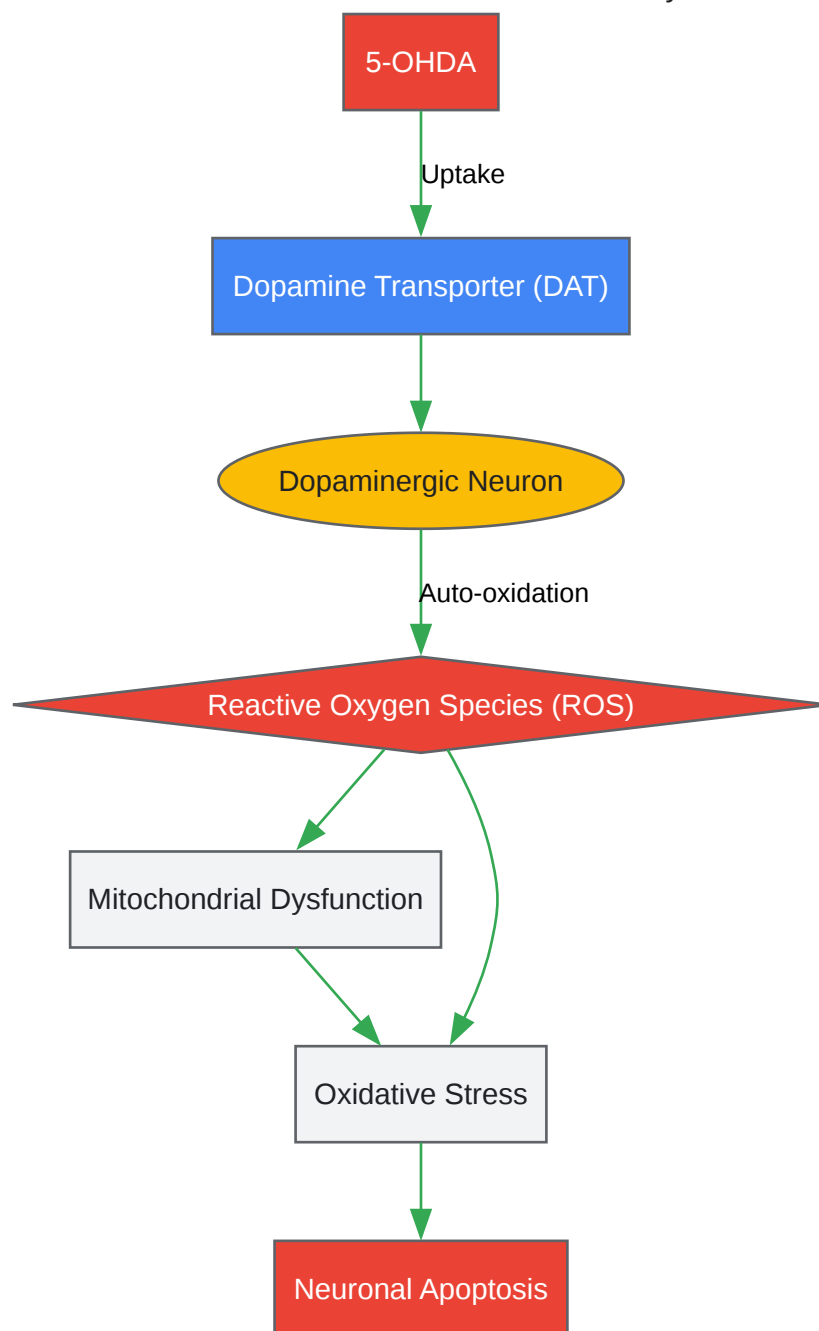 5-OHDA
Uptake
Dopamine Transporter (DAT)
Dopaminergic Neuron
Auto-oxidation
Reactive Oxygen Species (ROS)
Mitochondrial Dysfunction
Oxidative Stress
Neuronal Apoptosis